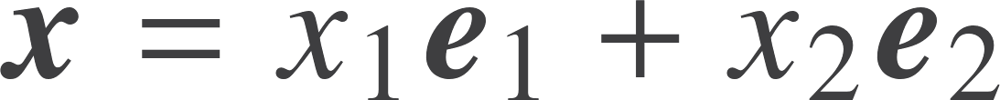 x = x₁e₁ + x₂e₂